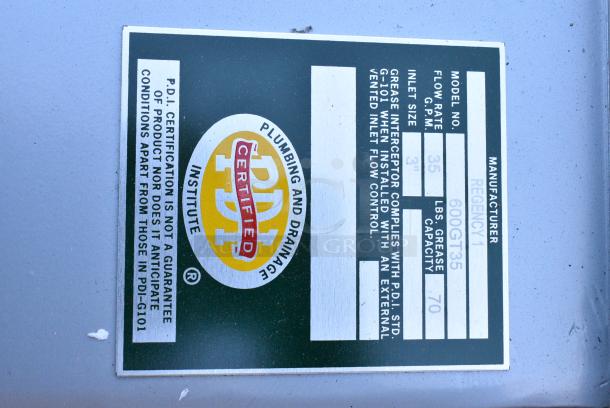 MANUFACTURER
REGENCY1
MODEL NO. 600GT35
FLOW RATE G.P.M. 35 LBS. GREASE CAPACITY 70
INLET SIZE 3"
GREASE INTERCEPTOR COMPLIES WITH P.D.I. STD.
G-101 WHEN INSTALLED WITH AN EXTERNAL
VENTED INLET FLOW CONTROL.
PLUMBING AND DRAINAGE
PDI
CERTIFIED
INSTITUTE
®
P.D.I. CERTIFICATION IS NOT A GUARANTEE
OF PRODUCT NOR DOES IT ANTICIPATE
CONDITIONS APART FROM THOSE IN PDI-G101